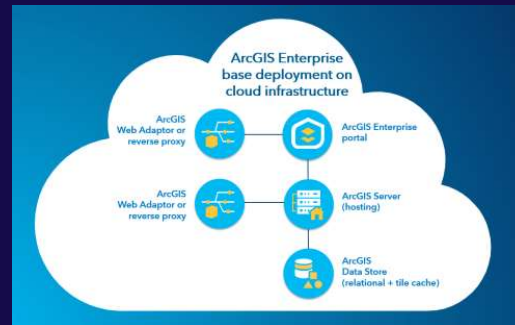 ArcGIS Enterprise
base deployment on
cloud infrastructure
ArcGIS
Web Adaptor or
reverse proxy
ArcGIS Enterprise
portal
ArcGIS
Web Adaptor or
reverse proxy
ArcGIS Server
(hosting)
ArcGIS
Data Store
(relational + tile cache)